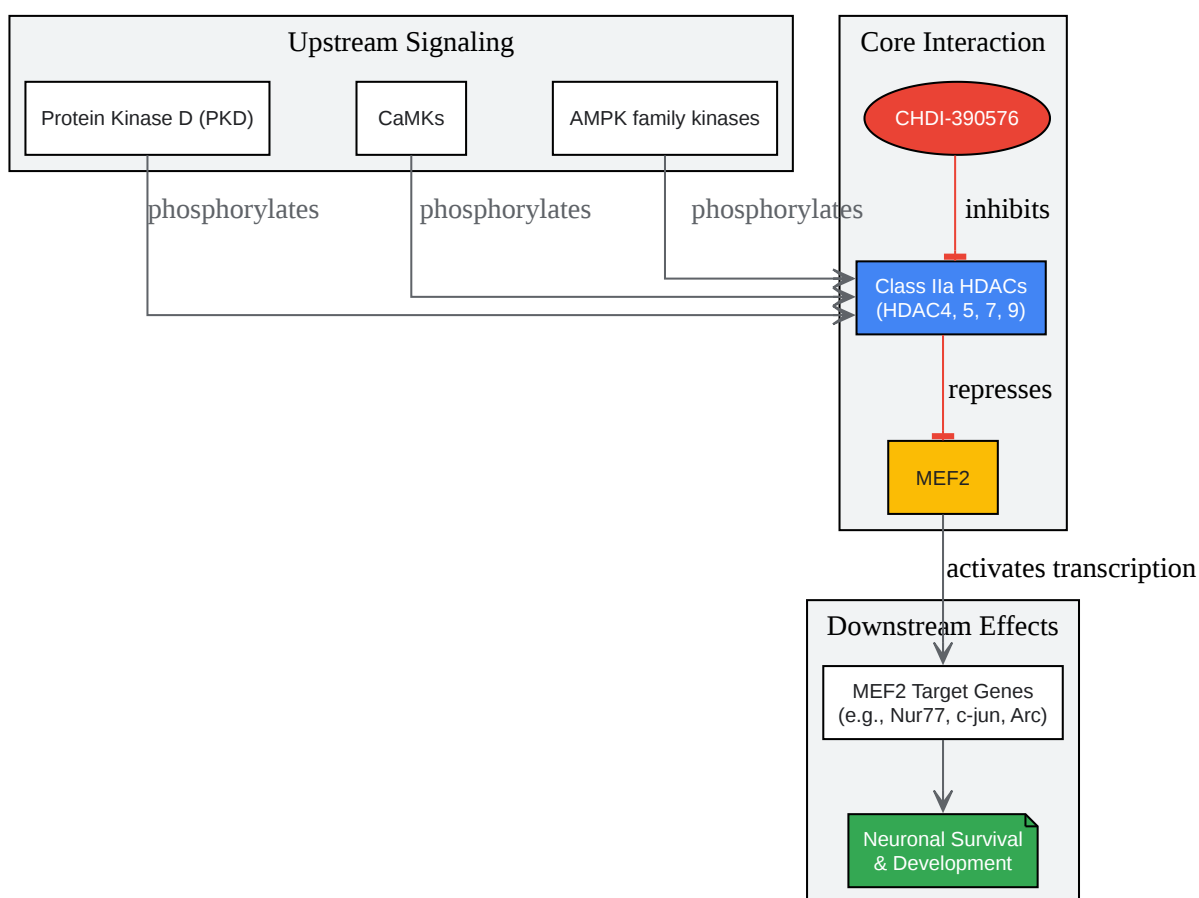 Upstream Signaling
Protein Kinase D (PKD)
CaMKs
AMPK family kinases
phosphorylates
phosphorylates
phosphorylates
Core Interaction
CHDI-390576
inhibits
Class IIa HDACs
(HDAC4, 5, 7, 9)
represses
MEF2
activates transcription
Downstream Effects
MEF2 Target Genes
(e.g., Nur77, c-jun, Arc)
Neuronal Survival
& Development